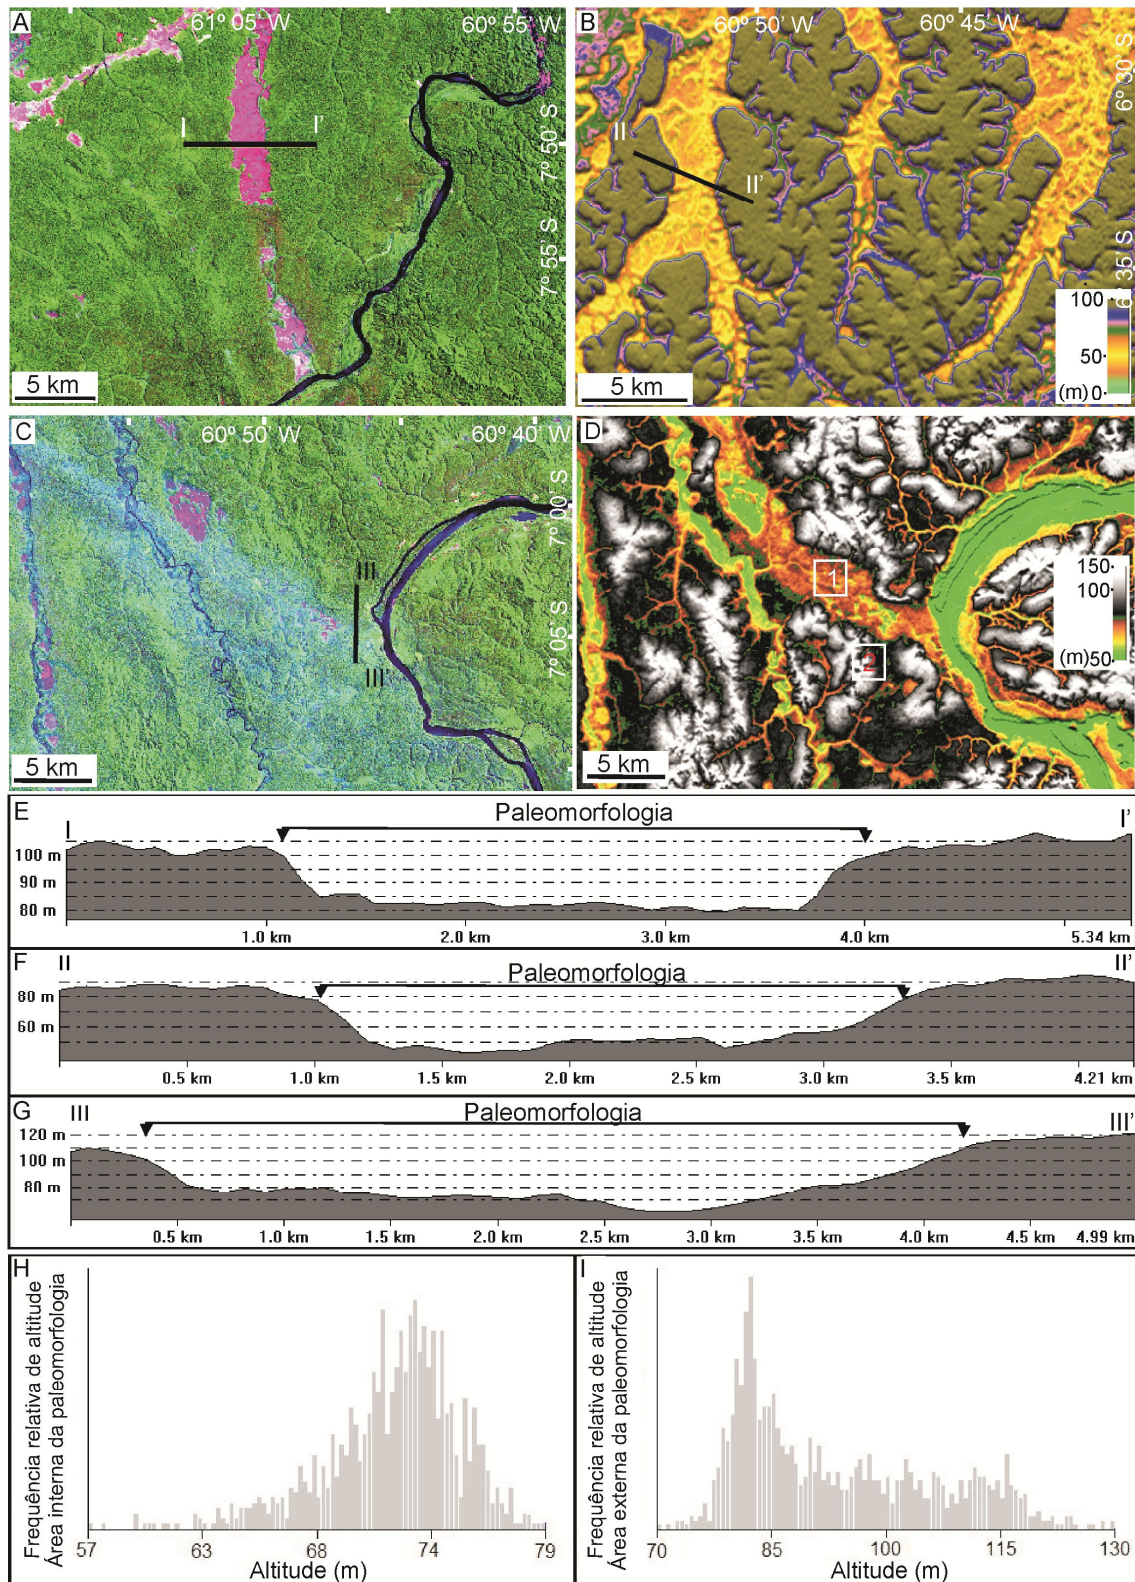 A
61º 05' W
60º 55' W
I
I'
7º 50' S
7º 55' S
5 km
B
60º 50' W
60º 45' W
6º 30' S
6º 35' S
II
II'
100
50
(m) 0
5 km
C
60º 50' W
60º 40' W
7º 00' S
7º 05' S
III
III'
5 km
D
1
2
150
100
(m) 50
5 km
E
I
Paleomorfologia
I'
100 m
90 m
80 m
1.0 km
2.0 km
3.0 km
4.0 km
5.34 km
F
II
Paleomorfologia
II'
80 m
60 m
0.5 km
1.0 km
1.5 km
2.0 km
2.5 km
3.0 km
3.5 km
4.21 km
G
III
Paleomorfologia
III'
120 m
100 m
80 m
0.5 km
1.0 km
1.5 km
2.0 km
2.5 km
3.0 km
3.5 km
4.0 km
4.5 km
4.99 km
H
Frequência relativa de altitude
Área interna da paleomorfologia
57
63
68
74
79
Altitude (m)
I
Frequência relativa de altitude
Área externa da paleomorfologia
70
85
100
115
130
Altitude (m)